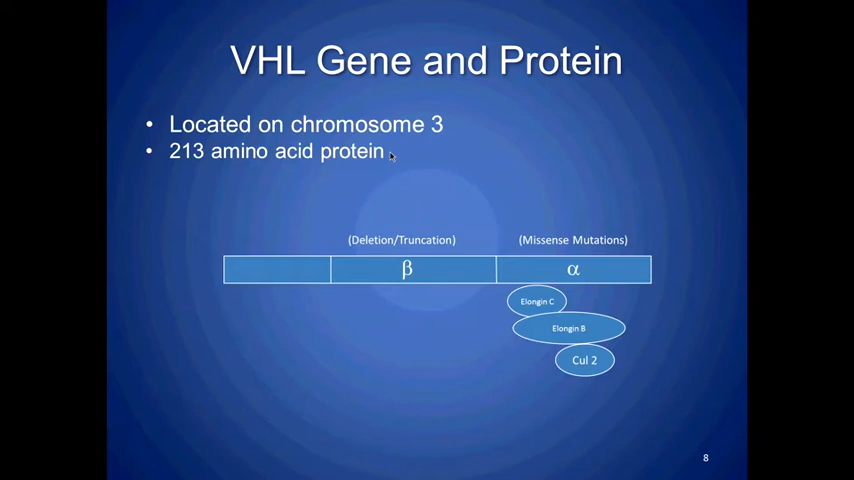 VHL Gene and Protein
• Located on chromosome 3
• 213 amino acid protein
(Deletion/Truncation) (Missense Mutations)
β α
Elongin C
Elongin B
Cul 2
8